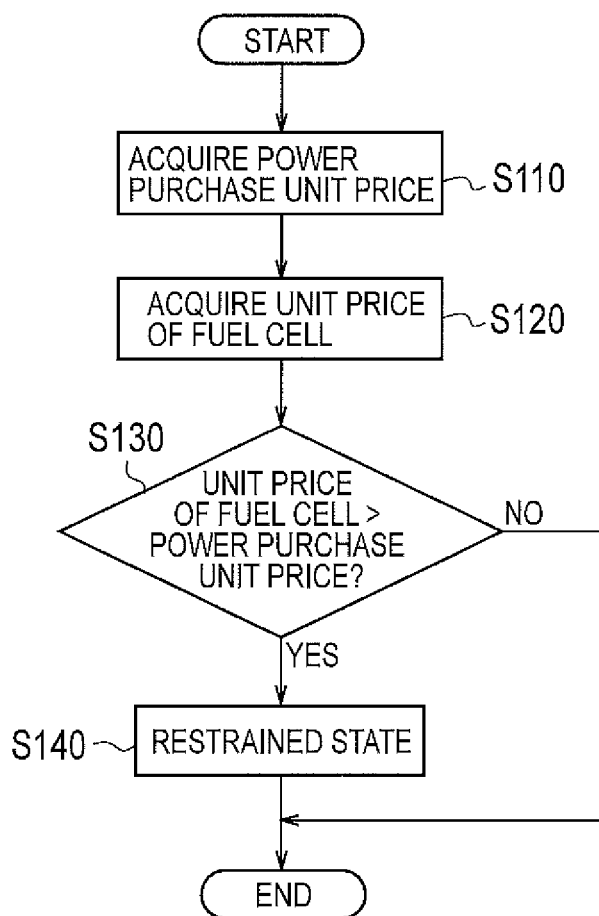 START
ACQUIRE POWER
PURCHASE UNIT PRICE
S110
ACQUIRE UNIT PRICE
OF FUEL CELL
S120
S130
UNIT PRICE
OF FUEL CELL >
POWER PURCHASE
UNIT PRICE?
NO
YES
S140
RESTRAINED STATE
END